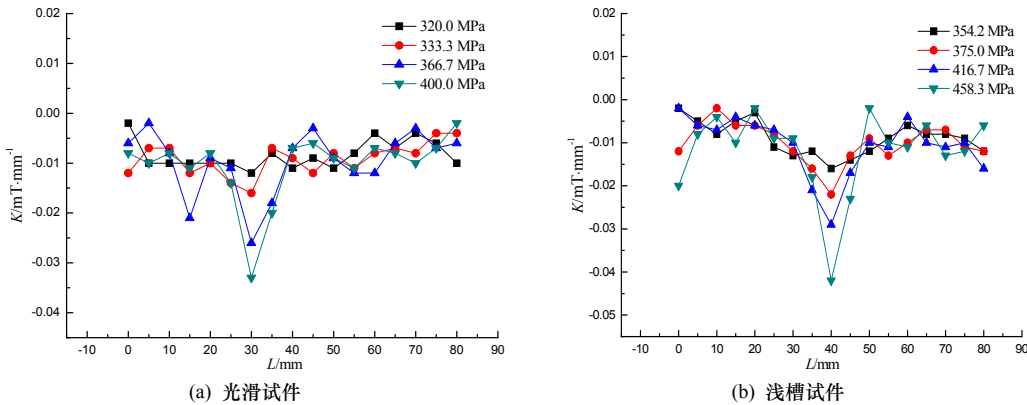 0.02
0.01
0.00
-0.01
-0.02
-0.03
-0.04
K/mT·mm-1
320.0 MPa
333.3 MPa
366.7 MPa
400.0 MPa
-10 0 10 20 30 40 50 60 70 80 90
L/mm
(a) 光滑试件
0.02
0.01
0.00
-0.01
-0.02
-0.03
-0.04
-0.05
K/mT·mm-1
354.2 MPa
375.0 MPa
416.7 MPa
458.3 MPa
-10 0 10 20 30 40 50 60 70 80 90
L/mm
(b) 浅槽试件